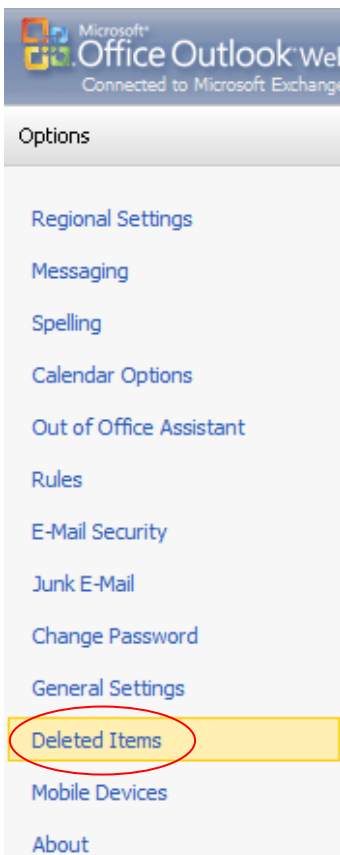 Microsoft
Office Outlook Wel
Connected to Microsoft Exchange
Options
Regional Settings
Messaging
Spelling
Calendar Options
Out of Office Assistant
Rules
E-Mail Security
Junk E-Mail
Change Password
General Settings
Deleted Items
Mobile Devices
About